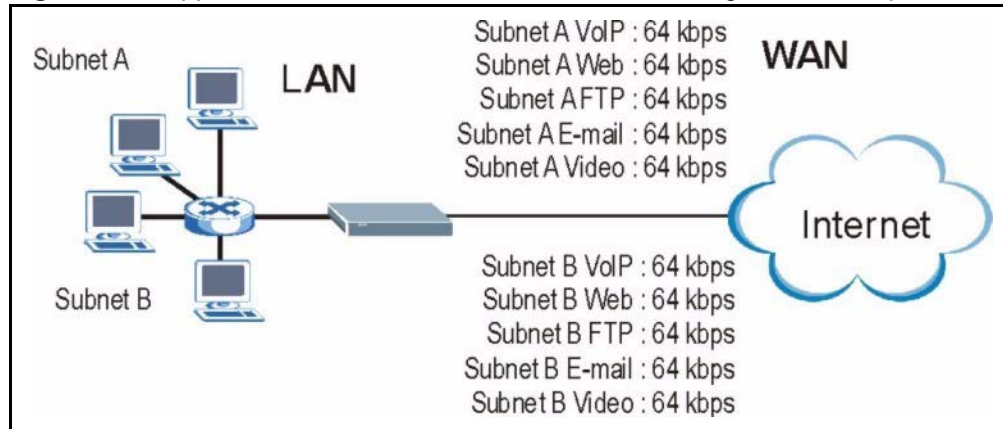 Subnet A
LAN
Subnet B
Subnet A VoIP : 64 kbps
Subnet A Web : 64 kbps
Subnet A FTP : 64 kbps
Subnet A E-mail : 64 kbps
Subnet A Video : 64 kbps
WAN
Internet
Subnet B VoIP : 64 kbps
Subnet B Web : 64 kbps
Subnet B FTP : 64 kbps
Subnet B E-mail : 64 kbps
Subnet B Video : 64 kbps